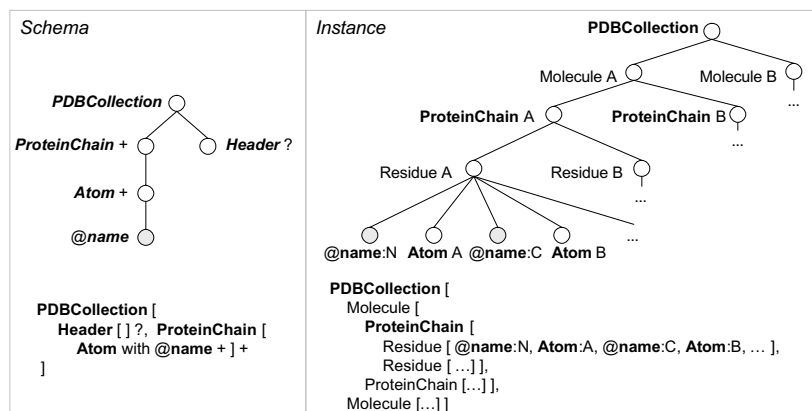 Schema
PDBCollection
ProteinChain +
Header ?
Atom +
@name
PDBCollection [
Header [ ] ?, ProteinChain [
Atom with @name + ] +
]
Instance
PDBCollection
Molecule A
Molecule B
...
ProteinChain A
ProteinChain B
...
Residue A
Residue B
...
...
@name:N Atom A @name:C Atom B
PDBCollection [
Molecule [
ProteinChain [
Residue [ @name:N, Atom:A, @name:C, Atom:B, ... ],
Residue [ ...] ],
ProteinChain [...] ],
Molecule [...] ]